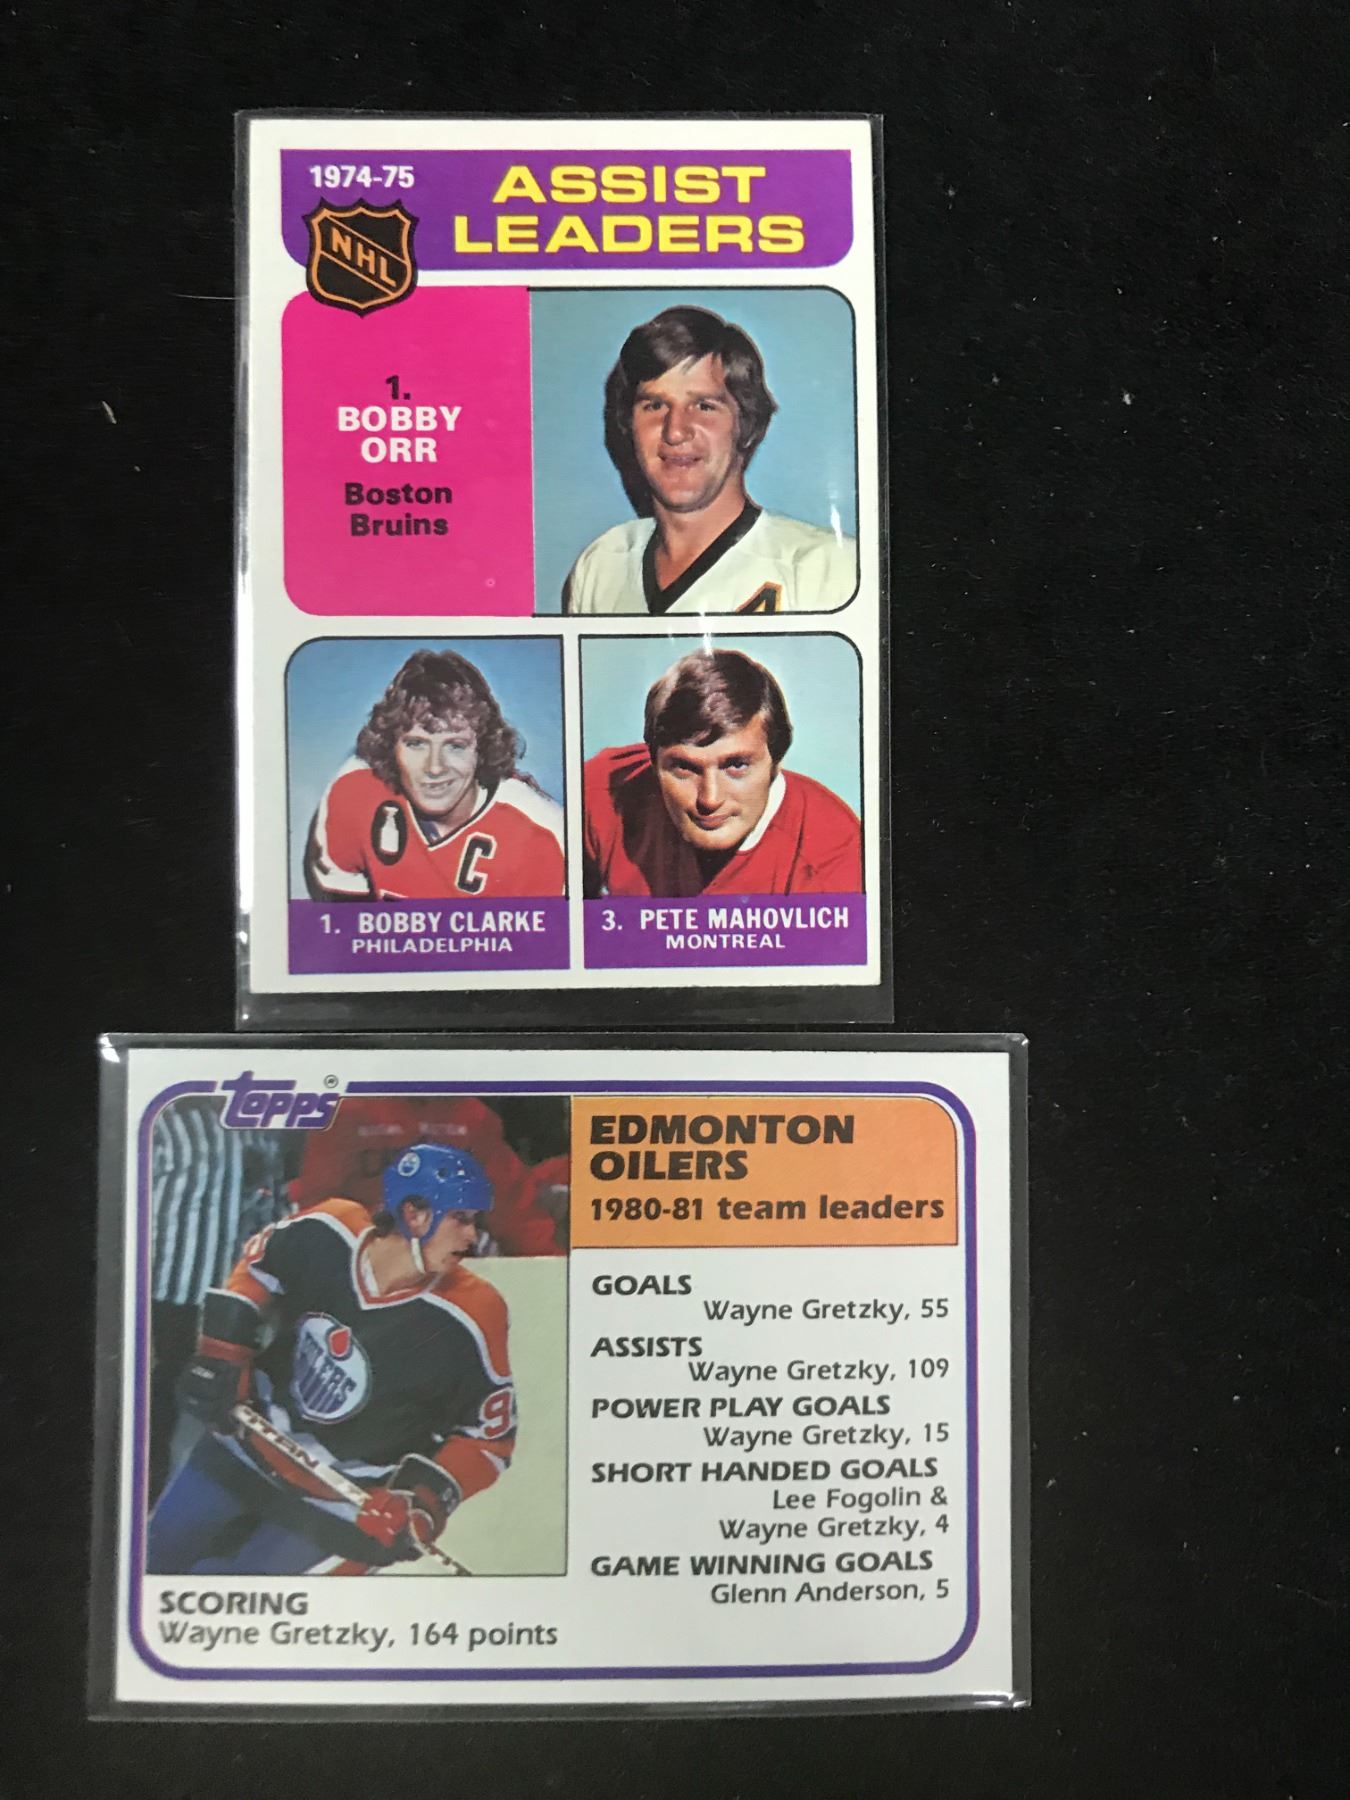 1974-75
ASSIST
LEADERS
NHL
1.
BOBBY
ORR
Boston
Bruins
A
C
1. BOBBY CLARKE
PHILADELPHIA
3. PETE MAHOVLICH
MONTREAL
topps®
EDMONTON
OILERS
1980-81 team leaders
GOALS
Wayne Gretzky, 55
ASSISTS
Wayne Gretzky, 109
POWER PLAY GOALS
Wayne Gretzky, 15
SHORT HANDED GOALS
Lee Fogolin &
Wayne Gretzky, 4
GAME WINNING GOALS
Glenn Anderson, 5
OILERS
9
TITAN
SCORING
Wayne Gretzky, 164 points